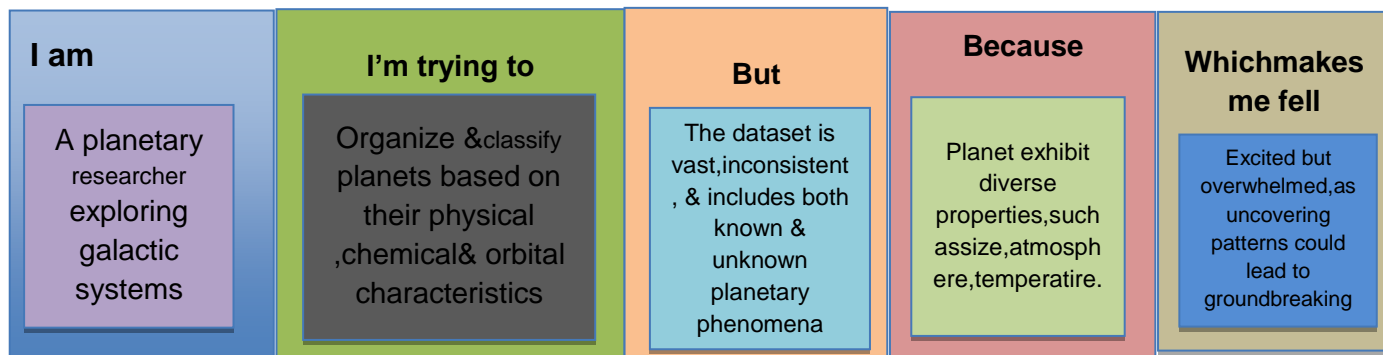 I am
A planetary
researcher
exploring
galactic
systems
I'm trying to
Organize &classify
planets based on
their physical
,chemical& orbital
characteristics
But
The dataset is
vast,inconsistent
, & includes both
known &
unknown
planetary
phenomena
Because
Planet exhibit
diverse
properties,such
assize,atmosph
ere,temperatire.
Whichmakes
me fell
Excited but
overwhelmed,as
uncovering
patterns could
lead to
groundbreaking